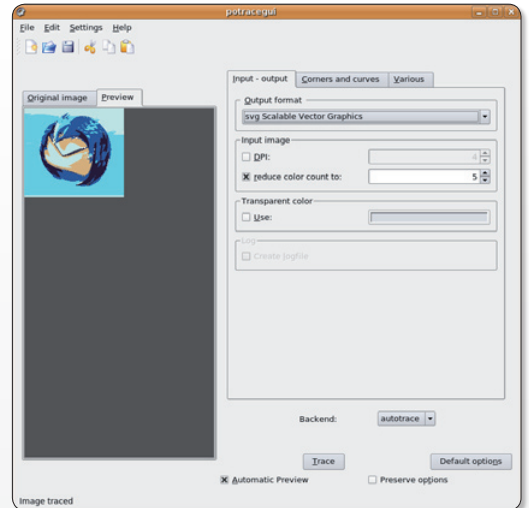 potracegui
File Edit Settings Help
Original image Preview
Input - output Corners and curves Various
Output format
svg Scalable Vector Graphics
Input image
DPI: 4
reduce color count to: 5
Transparent color
Use:
Log
Create logfile
Backend: autotrace
Trace Default options
Automatic Preview Preserve options
Image traced